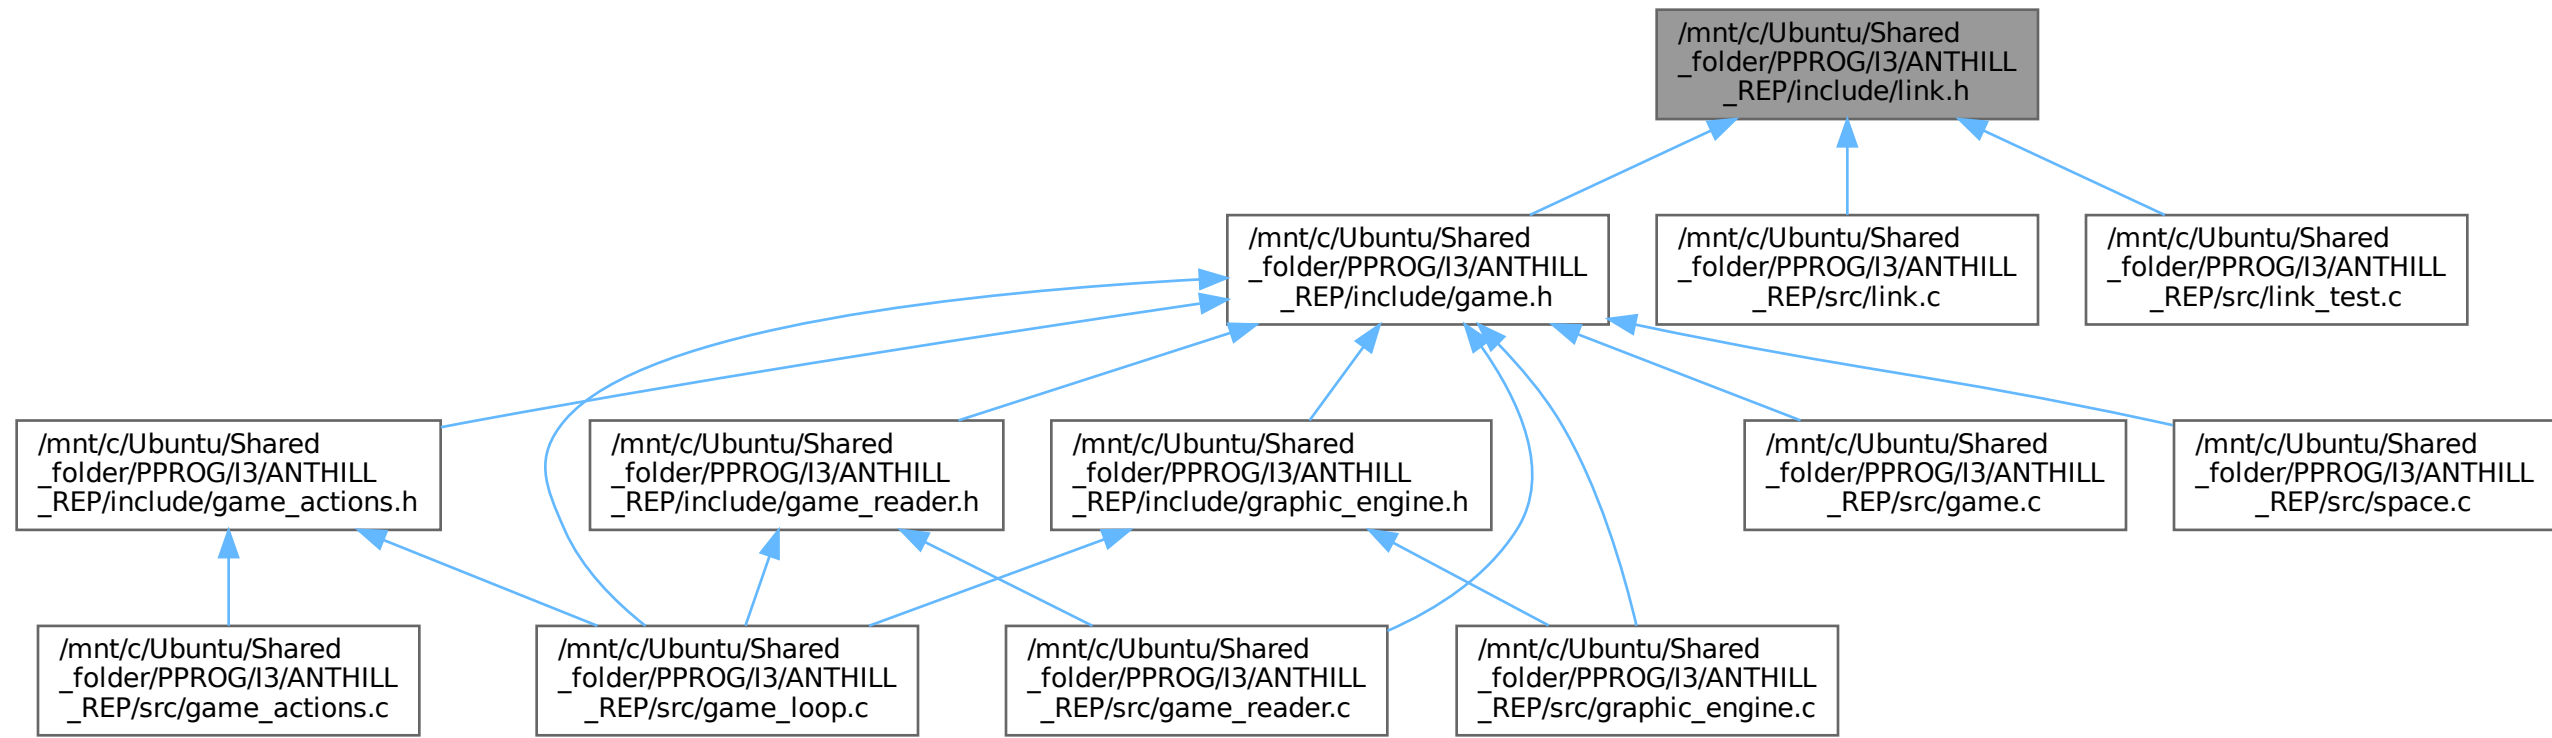 /mnt/c/Ubuntu/Shared
_folder/PPROG/I3/ANTHILL
_REP/include/link.h
/mnt/c/Ubuntu/Shared
_folder/PPROG/I3/ANTHILL
_REP/include/game.h
/mnt/c/Ubuntu/Shared
_folder/PPROG/I3/ANTHILL
_REP/src/link.c
/mnt/c/Ubuntu/Shared
_folder/PPROG/I3/ANTHILL
_REP/src/link_test.c
/mnt/c/Ubuntu/Shared
_folder/PPROG/I3/ANTHILL
_REP/include/game_actions.h
/mnt/c/Ubuntu/Shared
_folder/PPROG/I3/ANTHILL
_REP/include/game_reader.h
/mnt/c/Ubuntu/Shared
_folder/PPROG/I3/ANTHILL
_REP/include/graphic_engine.h
/mnt/c/Ubuntu/Shared
_folder/PPROG/I3/ANTHILL
_REP/src/game.c
/mnt/c/Ubuntu/Shared
_folder/PPROG/I3/ANTHILL
_REP/src/space.c
/mnt/c/Ubuntu/Shared
_folder/PPROG/I3/ANTHILL
_REP/src/game_actions.c
/mnt/c/Ubuntu/Shared
_folder/PPROG/I3/ANTHILL
_REP/src/game_loop.c
/mnt/c/Ubuntu/Shared
_folder/PPROG/I3/ANTHILL
_REP/src/game_reader.c
/mnt/c/Ubuntu/Shared
_folder/PPROG/I3/ANTHILL
_REP/src/graphic_engine.c